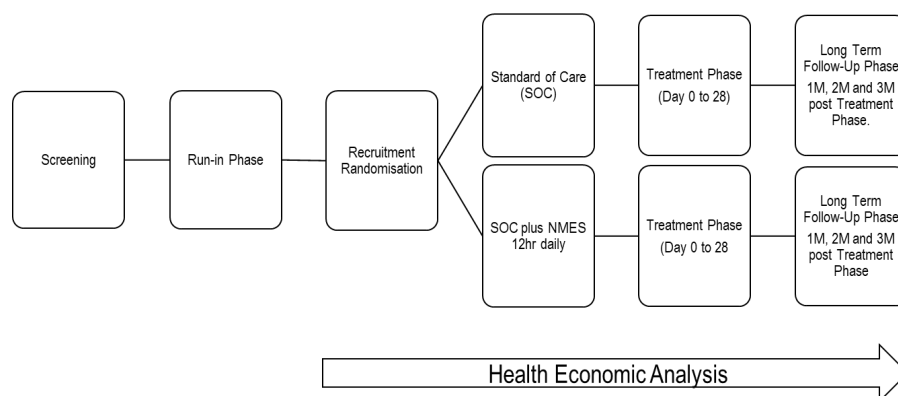 Screening
Run-in Phase
Recruitment
Randomisation
Standard of Care
(SOC)
Treatment Phase
(Day 0 to 28)
Long Term
Follow-Up Phase
1M, 2M and 3M
post Treatment
Phase.
SOC plus NMES
12hr daily
Treatment Phase
(Day 0 to 28
Long Term
Follow-Up Phase
1M, 2M and 3M
post Treatment
Phase
Health Economic Analysis